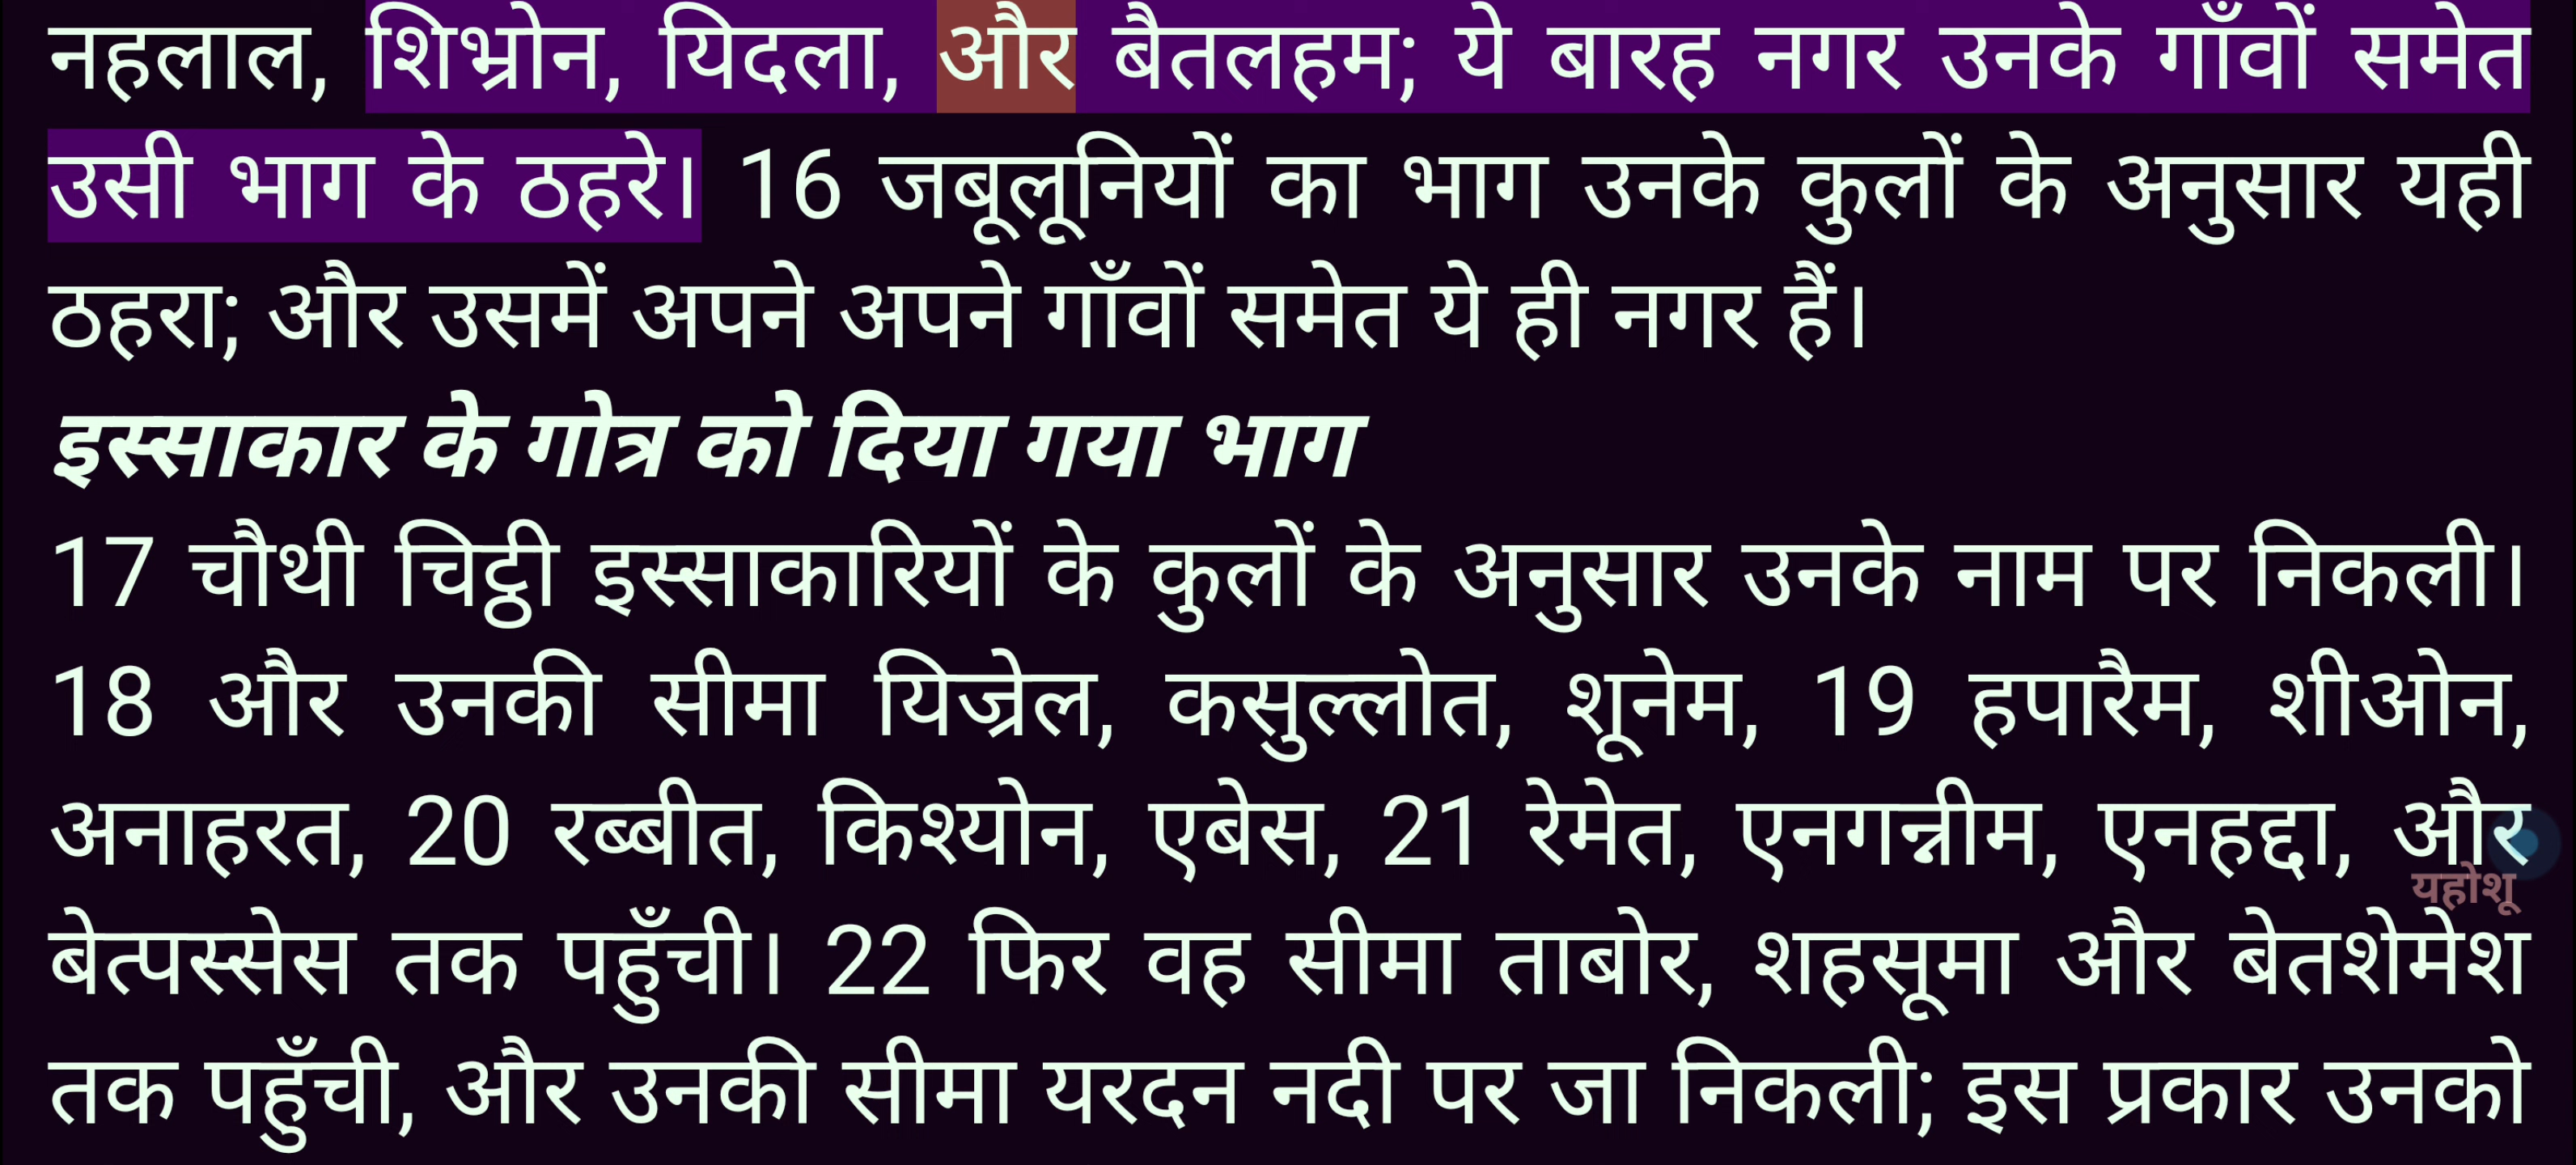 नहलाल, शिभ्रोन, यिदला, और बैतलहम; ये बारह नगर उनके गाँवों समेत
उसी भाग के ठहरे। 16 जबूलूनियों का भाग उनके कुलों के अनुसार यही
ठहरा; और उसमें अपने अपने गाँवों समेत ये ही नगर हैं।
इस्साकार के गोत्र को दिया गया भाग
17 चौथी चिट्ठी इस्साकारियों के कुलों के अनुसार उनके नाम पर निकली।
18 और उनकी सीमा यिज्रेल, कसुल्लोत, शूनेम, 19 हपारैम, शीओन,
अनाहरत, 20 रब्बीत, किश्योन, एबेस, 21 रेमेत, एनगन्नीम, एनहद्दा, और
यहोशू
बेत्पस्सेस तक पहुँची। 22 फिर वह सीमा ताबोर, शहसूमा और बेतशेमेश
तक पहुँची, और उनकी सीमा यरदन नदी पर जा निकली; इस प्रकार उनको